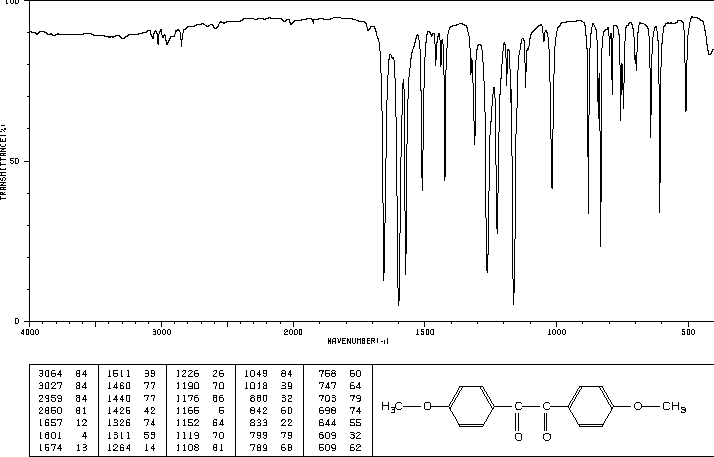 100
TRANSMITTANCE(%)
50
0
4000 3000 2000 1500 1000 500
WAVENUMBER(-1)
3064 84 1511 39 1226 26 1049 84 758 60
3027 84 1460 77 1190 70 1018 39 747 64
2959 84 1440 77 1176 86 880 32 703 79
2850 81 1426 42 1165 5 842 60 698 74
1657 12 1326 74 1152 64 833 22 644 55
1601 4 1311 55 1119 70 799 79 609 32
1574 13 1264 14 1108 81 789 68 509 62
H3C O C C O CH3
O O